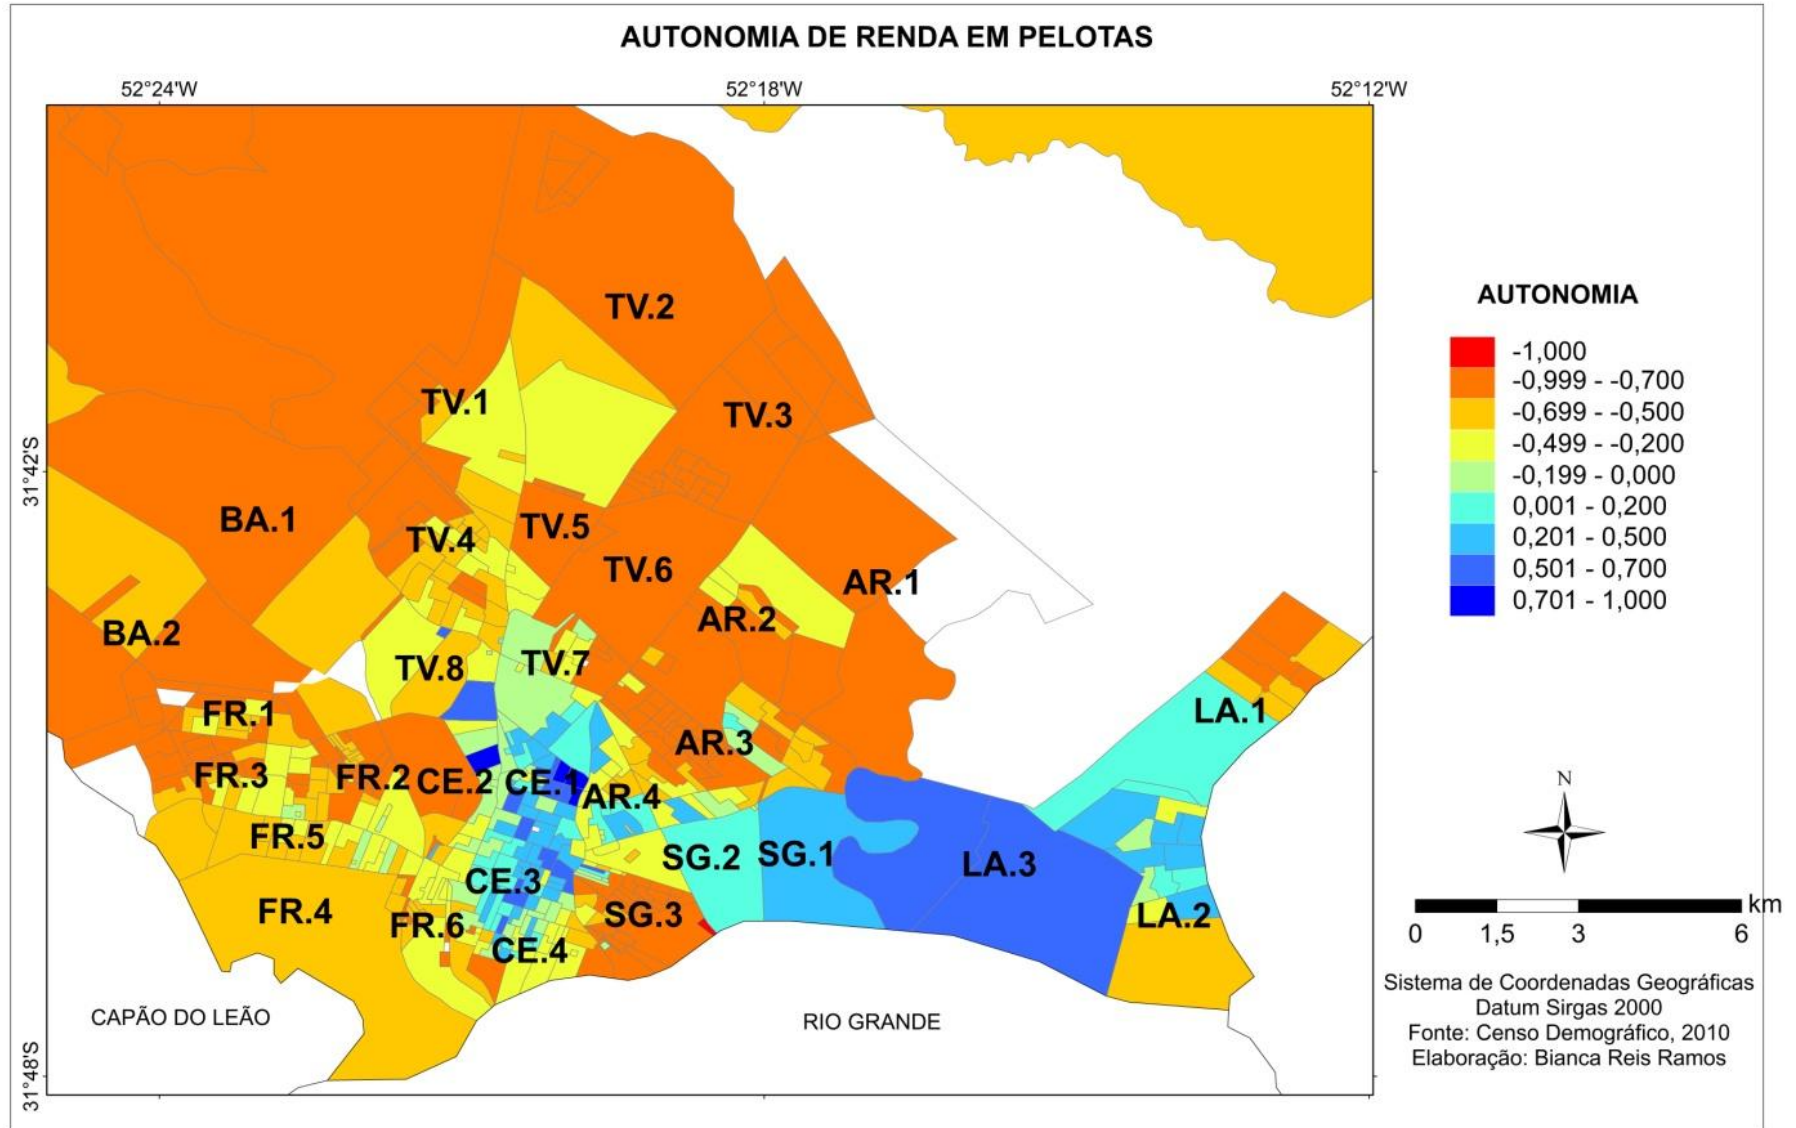 AUTONOMIA DE RENDA EM PELOTAS
52°24'W
52°18'W
52°12'W
31°42'S
31°48'S
TV.2
TV.1
TV.3
BA.1
TV.4
TV.5
TV.6
AR.1
BA.2
AR.2
TV.8
TV.7
FR.1
LA.1
AR.3
FR.3
FR.2
CE.2
CE.1
AR.4
FR.5
SG.2
SG.1
LA.3
CE.3
FR.4
FR.6
SG.3
LA.2
CE.4
CAPÃO DO LEÃO
RIO GRANDE
AUTONOMIA
-1,000
-0,999 - -0,700
-0,699 - -0,500
-0,499 - -0,200
-0,199 - 0,000
0,001 - 0,200
0,201 - 0,500
0,501 - 0,700
0,701 - 1,000
N
km
0 1,5 3 6
Sistema de Coordenadas Geográficas
Datum Sirgas 2000
Fonte: Censo Demográfico, 2010
Elaboração: Bianca Reis Ramos